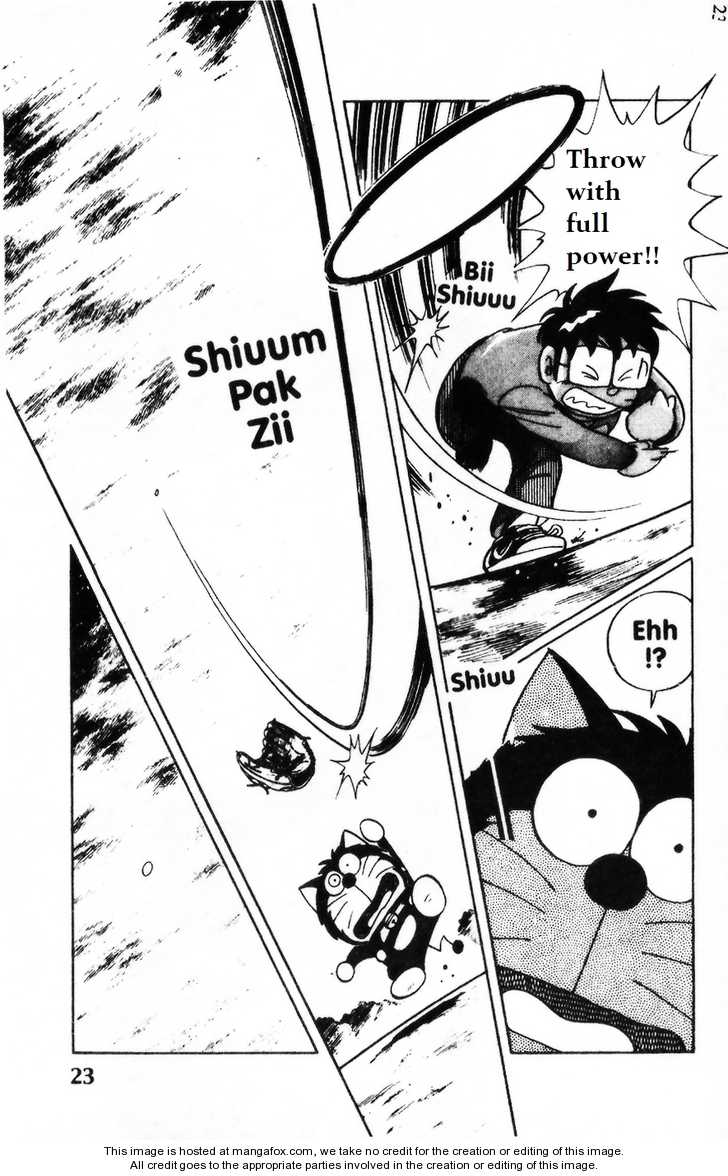 23
Throw
with
full
power!!
Bii
Shiuuu
Shiuum
Pak
Zii
Ehh
!?
Shiuu
23
This image is hosted at mangafox.com, we take no credit for the creation or editing of this image.
All credit goes to the appropriate parties involved in the creation or editing of this image.